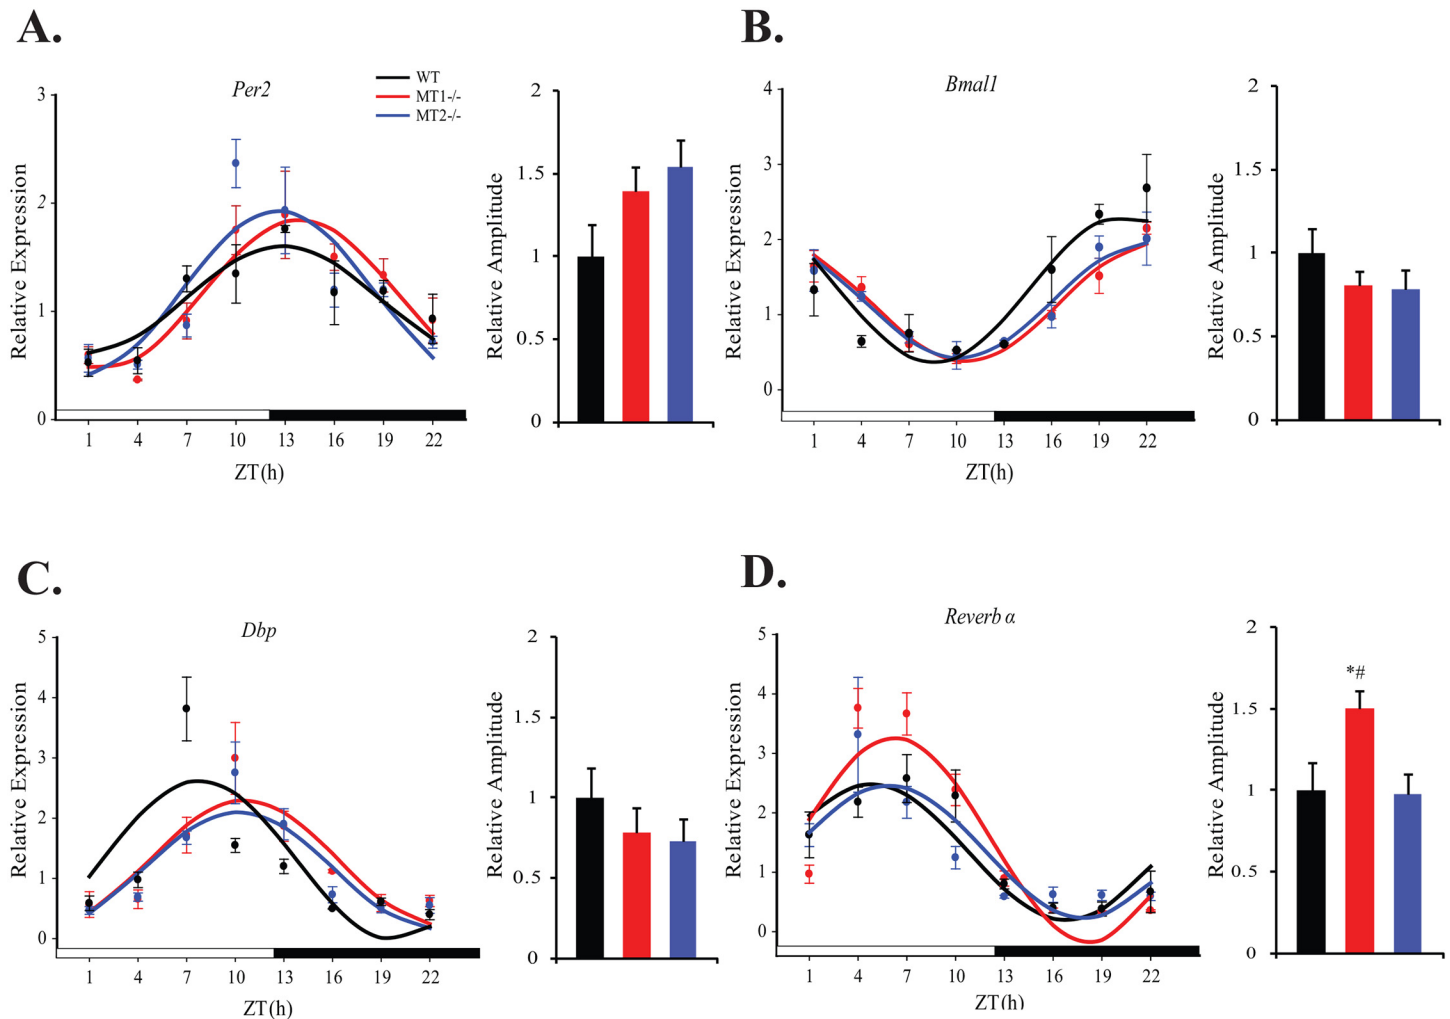 A.
Per2
WT
MT1-/-
MT2-/-
Relative Expression
3
2
1
0
1 4 7 10 13 16 19 22
ZT(h)
Relative Amplitude
2
1.5
1
0.5
0
B.
Bmal1
Relative Expression
4
3
2
1
0
1 4 7 10 13 16 19 22
ZT(h)
Relative Amplitude
2
1
0.5
0
C.
Dbp
Relative Expression
5
4
3
2
1
0
1 4 7 10 13 16 19 22
ZT(h)
Relative Amplitude
2
1.5
1
0.5
0
D.
Reverb α
Relative Expression
5
4
3
2
1
0
1 4 7 10 13 16 19 22
ZT(h)
Relative Amplitude
2
1.5
1
0.5
0
*#